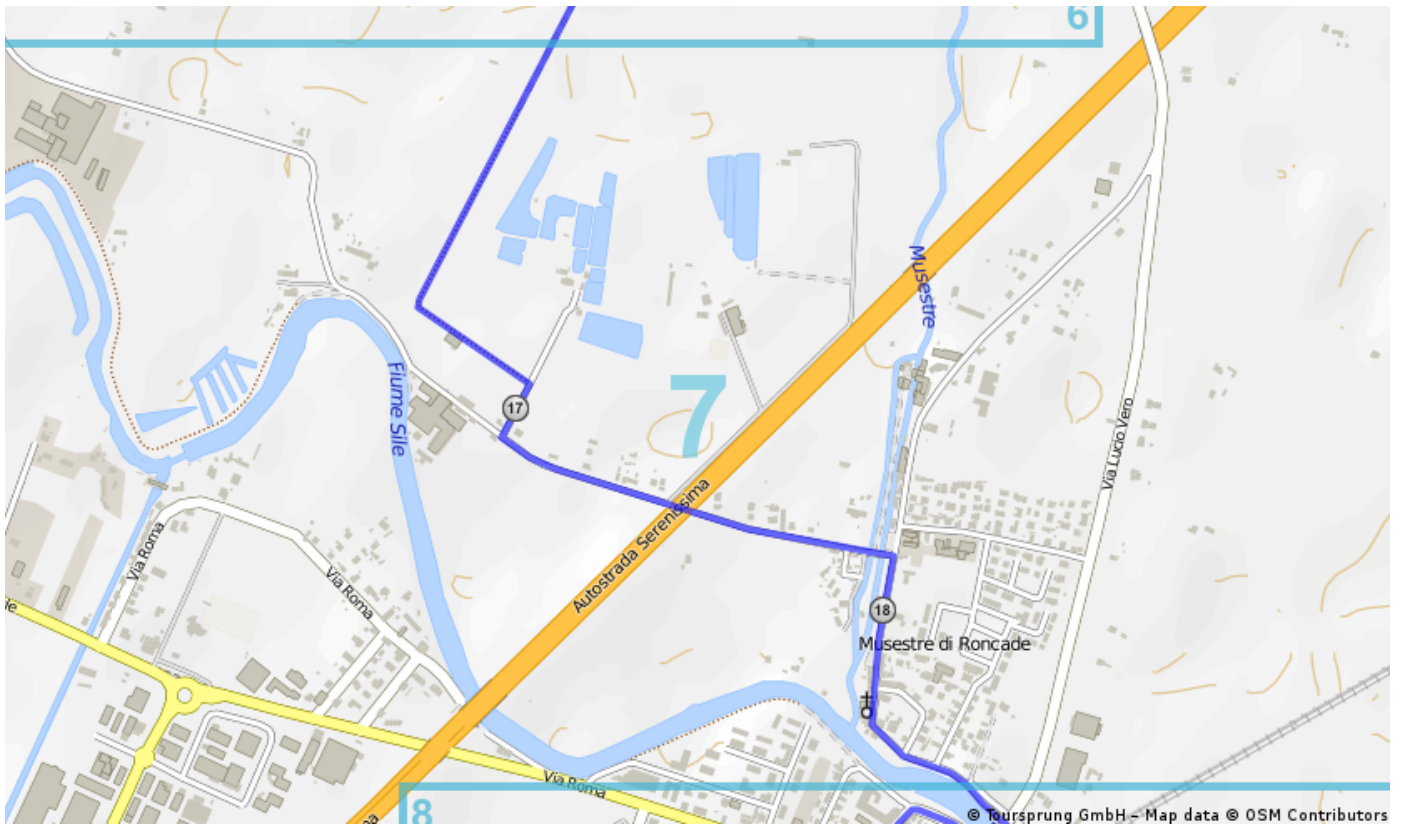 6
Musestre
Fiume Sile
7
17
Via Lucio Vero
Autostrada Serenissima
Via Roma
Via Roma
18
Musestre di Roncade
Via Roma
8
© Toursprung GmbH – Map data © OSM Contributors